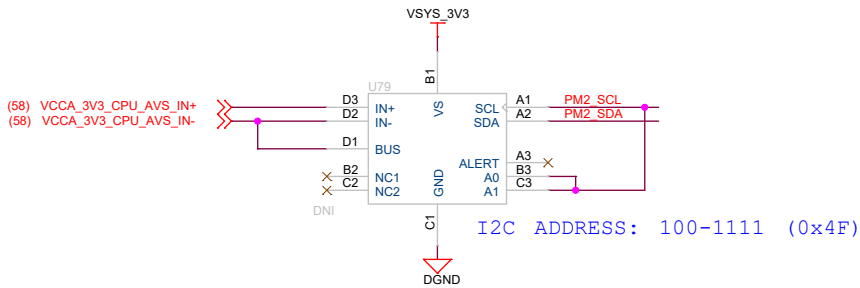 VSYS_3V3
U79
B1
(58) VCCA_3V3_CPU_AVS_IN+ D3 IN+ VS SCL A1 PM2_SCL
(58) VCCA_3V3_CPU_AVS_IN- D2 IN- SDA A2 PM2_SDA
D1 BUS
ALERT A3
B2 NC1 A0 B3
C2 NC2 GND A1 C3
DNI
C1
I2C ADDRESS: 100-1111 (0x4F)
DGND